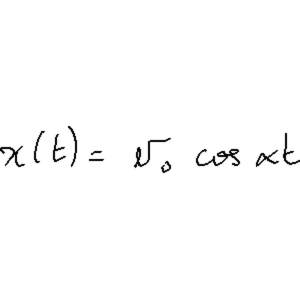 x(t) = v₀ cos αt